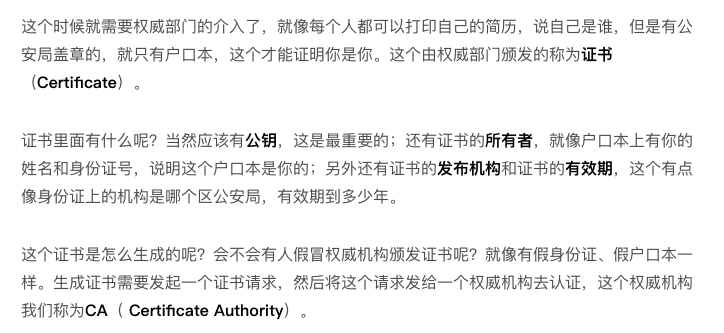 这个时候就需要权威部门的介入了，就像每个人都可以打印自己的简历，说自己是谁，但是有公
安局盖章的，就只有户口本，这个才能证明你是你。这个由权威部门颁发的称为证书
（Certificate）。
证书里面有什么呢？当然应该有公钥，这是最重要的；还有证书的所有者，就像户口本上有你的
姓名和身份证号，说明这个户口本是你的；另外还有证书的发布机构和证书的有效期，这个有点
像身份证上的机构是哪个区公安局，有效期到多少年。
这个证书是怎么生成的呢？会不会有人假冒权威机构颁发证书呢？就像有假身份证、假户口本一
样。生成证书需要发起一个证书请求，然后将这个请求发给一个权威机构去认证，这个权威机构
我们称为CA（ Certificate Authority）。